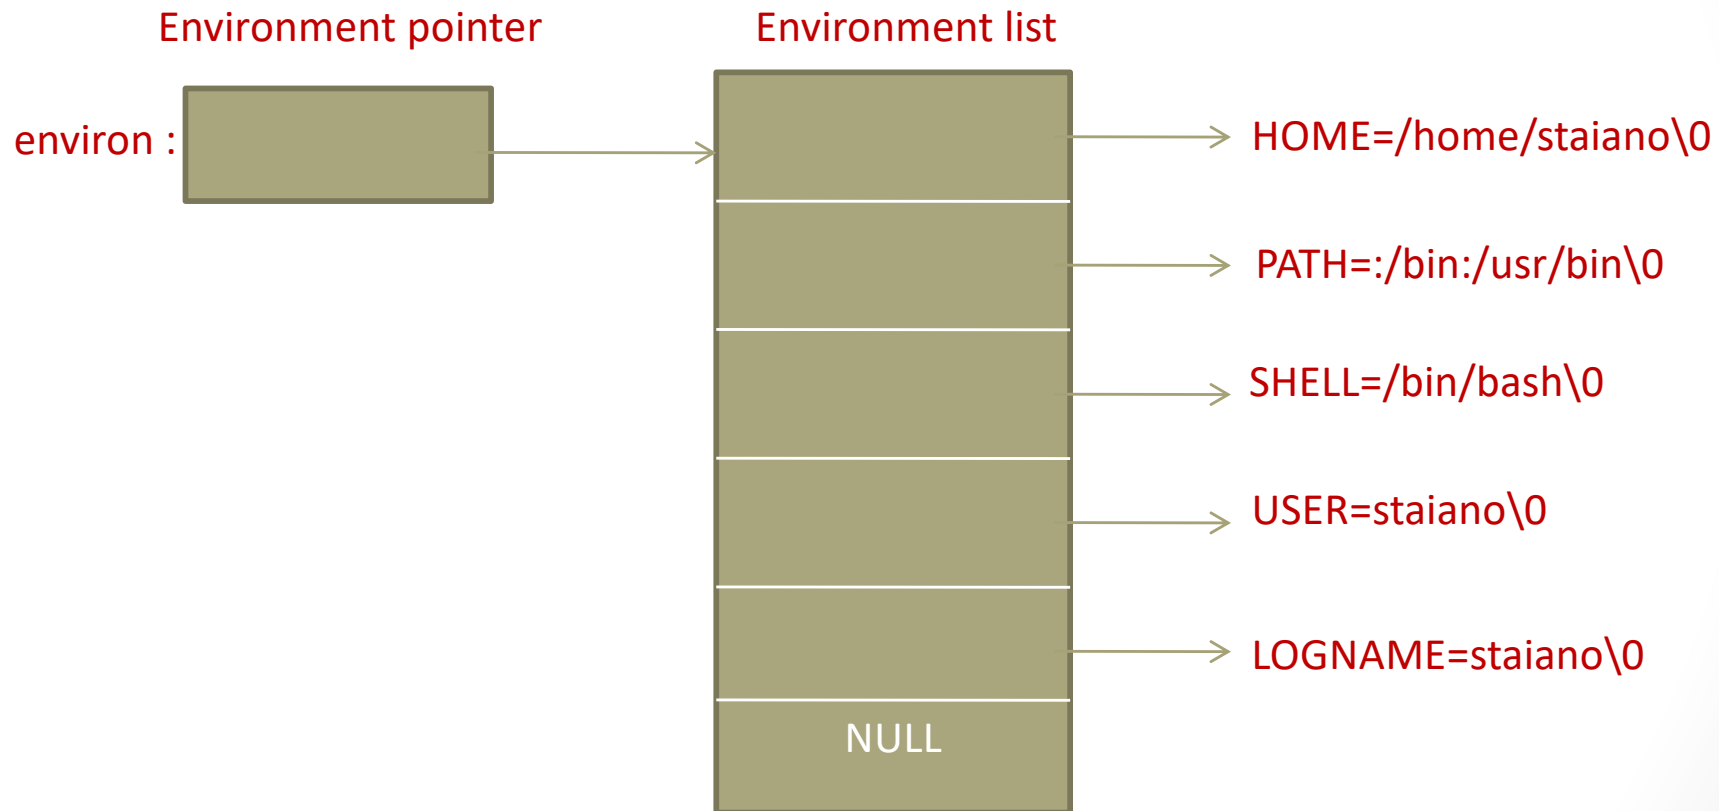 Environment pointer
Environment list
environ :
HOME=/home/staiano\0
PATH=:/bin:/usr/bin\0
SHELL=/bin/bash\0
USER=staiano\0
LOGNAME=staiano\0
NULL